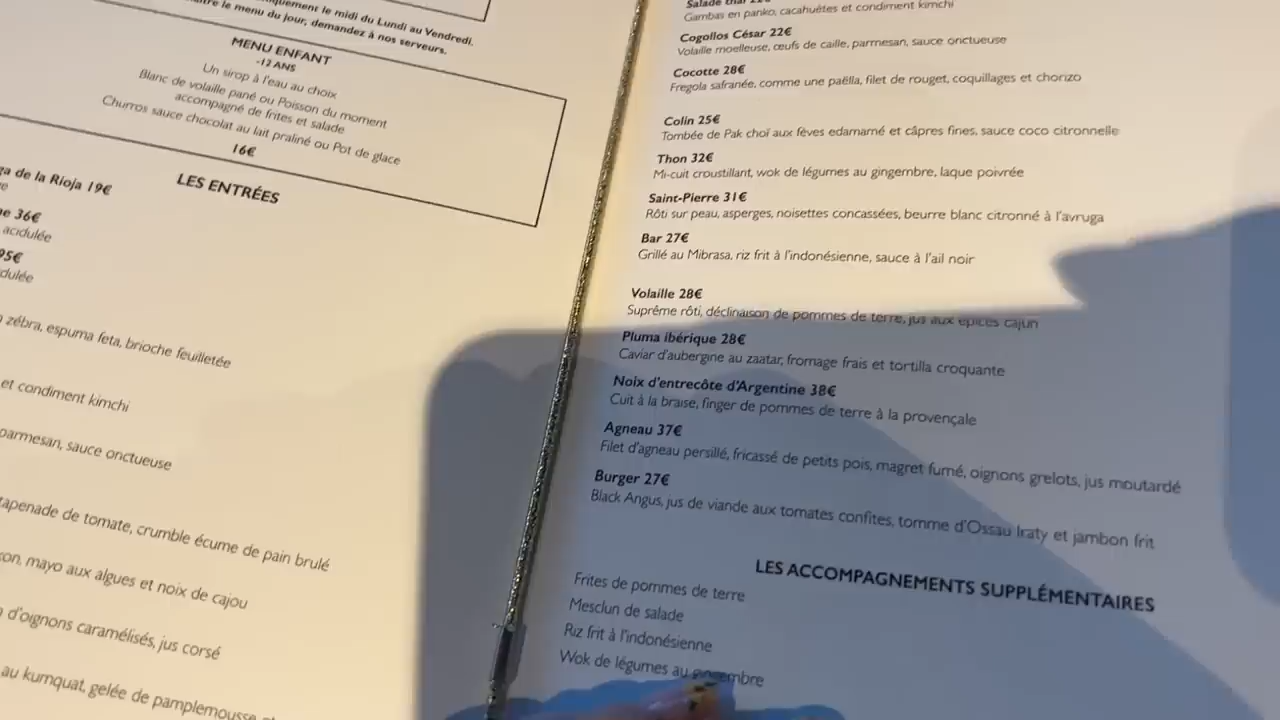 uniquement le midi du Lundi au Vendredi.
le menu du jour, demandez à nos serveurs.
MENU ENFANT
-12 ANS
Un sirop à l'eau au choix
Blanc de volaille pané ou Poisson du moment
accompagné de frites et salade
Churros sauce chocolat au lait praliné ou Pot de glace
16€
de la Rioja 19€
LES ENTRÉES
36€
acidulée
95€
zébra, espuma feta, brioche feuilletée
et condiment kimchi
parmesan, sauce onctueuse
tapenade de tomate, crumble écume de pain brulé
mayo aux algues et noix de cajou
d'oignons caramélisés, jus corsé
au kumquat, gelée de pamplemousse
Salade thaï
Gambas en panko, cacahuètes et condiment kimchi
Cogollos César 22€
Volaille moelleuse, œufs de caille, parmesan, sauce onctueuse
Cocotte 28€
Fregola safranée, comme une paëlla, filet de rouget, coquillages et chorizo
Colin 25€
Tombée de Pak choï aux fèves edamamé et câpres fines, sauce coco citronnelle
Thon 32€
Mi-cuit croustillant, wok de légumes au gingembre, laque poivrée
Saint-Pierre 31€
Rôti sur peau, asperges, noisettes concassées, beurre blanc citronné à l'avruga
Bar 27€
Grillé au Mibrasa, riz frit à l'indonésienne, sauce à l'ail noir
Volaille 28€
Suprême rôti, déclinaison de pommes de terre, jus aux épices cajun
Pluma ibérique 28€
Caviar d'aubergine au zaatar, fromage frais et tortilla croquante
Noix d'entrecôte d'Argentine 38€
Cuit à la braise, finger de pommes de terre à la provençale
Agneau 37€
Filet d'agneau persillé, fricassé de petits pois, magret fumé, oignons grelots, jus moutardé
Burger 27€
Black Angus, jus de viande aux tomates confites, tomme d'Ossau Iraty et jambon frit
LES ACCOMPAGNEMENTS SUPPLÉMENTAIRES
Frites de pommes de terre
Mesclun de salade
Riz frit à l'indonésienne
Wok de légumes au gingembre